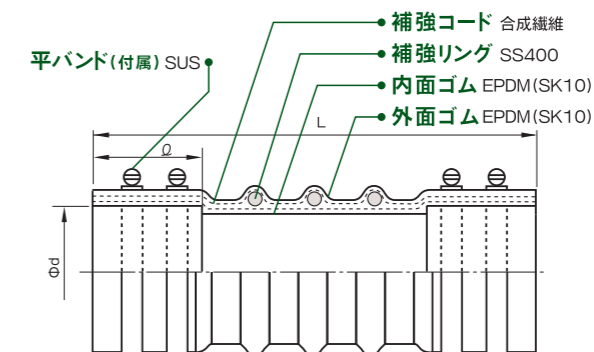 補強コード 合成繊維
補強リング SS400
平バンド(付属) SUS
内面ゴム EPDM(SK10)
外面ゴム EPDM(SK10)
L
ℓ
Φd